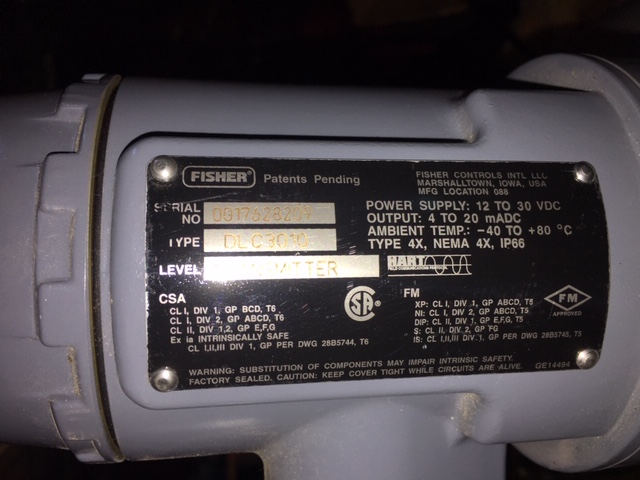 FISHER Patents Pending
FISHER CONTROLS INTL LLC
MARSHALLTOWN, IOWA, USA
MFG LOCATION 088
SERIAL NO
TYPE DLC3010
LEVEL
POWER SUPPLY: 12 TO 30 VDC
OUTPUT: 4 TO 20 mADC
AMBIENT TEMP.: -40 TO +80 °C
TYPE 4X, NEMA 4X, IP66
HART
CSA
CL I, DIV 1, GP BCD, T6
CL I, DIV 2, GP ABCD, T6
CL II, DIV 1,2, GP E,F,G
Ex ia INTRINSICALLY SAFE
CL I,II,III DIV 1, GP PER DWG 28B5744, T6
FM
XP: CL I, DIV 1, GP ABCD, T5
NI: CL I, DIV 2, GP ABCD, T5
DIP: CL II, DIV 1, GP E,F,G, T5
S: CL II, DIV 2, GP FG
IS: CL I,II,III DIV 1, GP PER DWG 28B5745, T5
FM
APPROVED
WARNING: SUBSTITUTION OF COMPONENTS MAY IMPAIR INTRINSIC SAFETY.
FACTORY SEALED. CAUTION: KEEP COVER TIGHT WHILE CIRCUITS ARE ALIVE.
GE14494